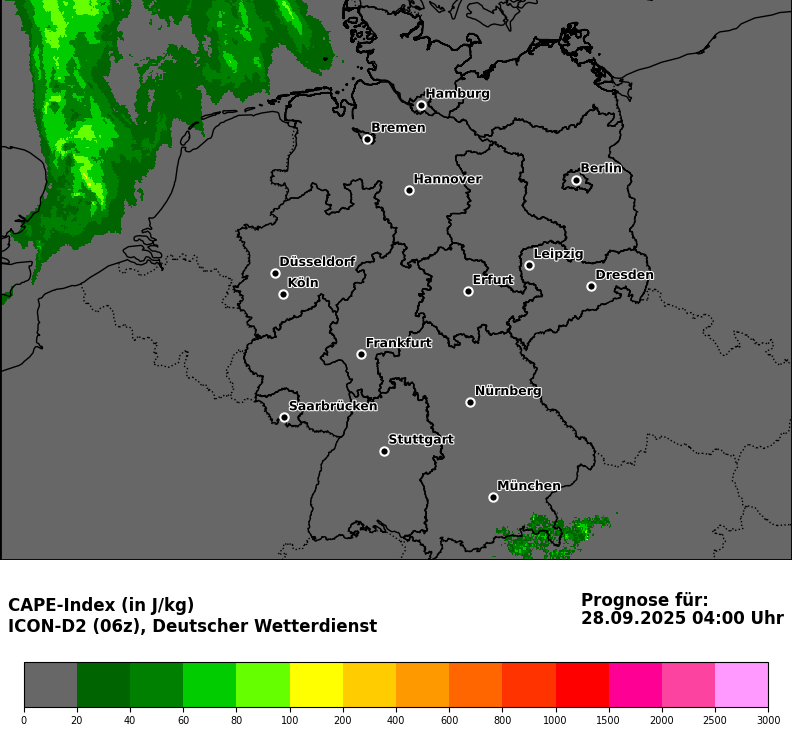 Hamburg
Bremen
Berlin
Hannover
Leipzig
Düsseldorf
Dresden
Erfurt
Köln
Frankfurt
Nürnberg
Saarbrücken
Stuttgart
München
CAPE-Index (in J/kg)
ICON-D2 (06z), Deutscher Wetterdienst
Prognose für:
28.09.2025 04:00 Uhr
0 20 40 60 80 100 200 400 600 800 1000 1500 2000 2500 3000